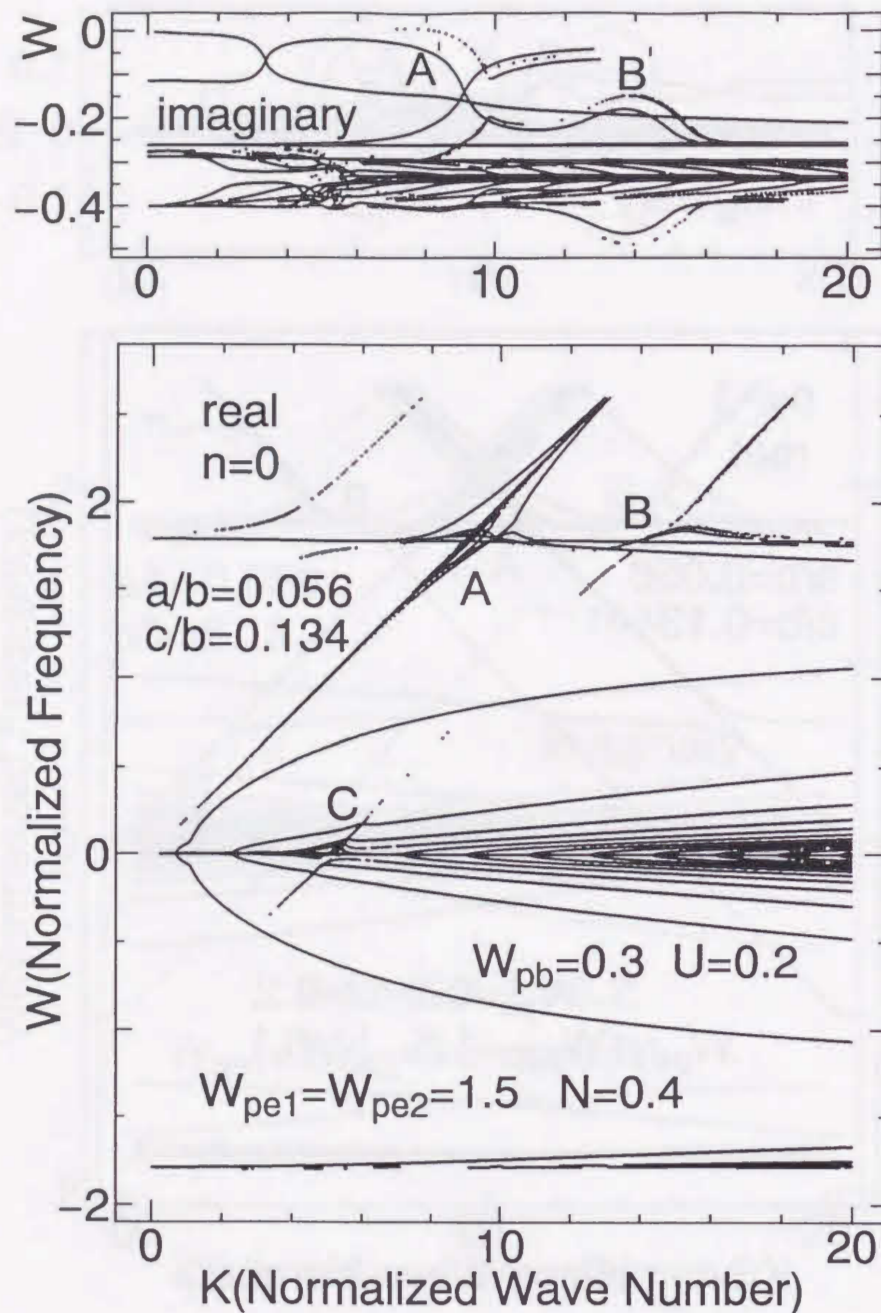 W
0
−0.2
−0.4
A'
B'
imaginary
0
10
20
W(Normalized Frequency)
2
0
−2
real
n=0
a/b=0.056
c/b=0.134
A
B
C
W_pb=0.3 U=0.2
W_pe1=W_pe2=1.5 N=0.4
0
10
20
K(Normalized Wave Number)